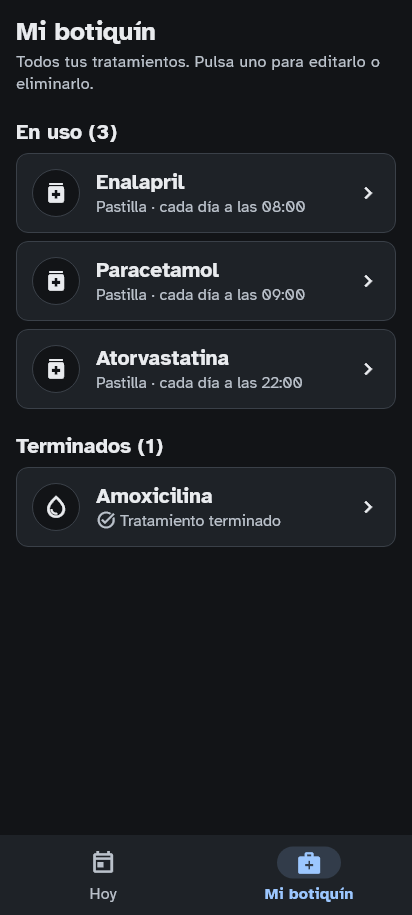 Mi botiquín
Todos tus tratamientos. Pulsa uno para editarlo o
eliminarlo.
En uso (3)
Enalapril
Pastilla · cada día a las 08:00
Paracetamol
Pastilla · cada día a las 09:00
Atorvastatina
Pastilla · cada día a las 22:00
Terminados (1)
Amoxicilina
Tratamiento terminado
Hoy
Mi botiquín